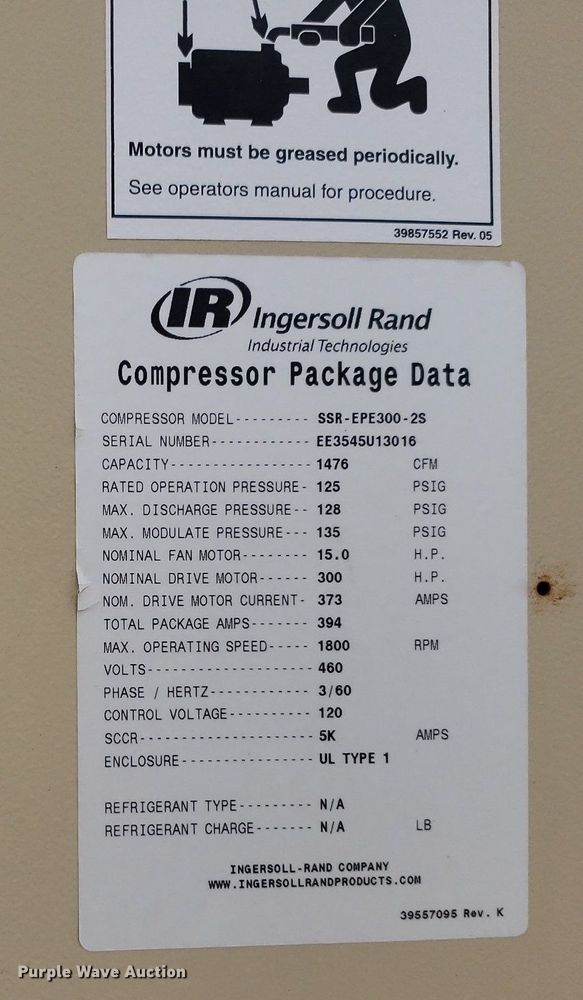 Motors must be greased periodically.
See operators manual for procedure.
39857552 Rev. 05
IR Ingersoll Rand
Industrial Technologies
Compressor Package Data
COMPRESSOR MODEL--------- SSR-EPE300-2S
SERIAL NUMBER------------ EE3545U13016
CAPACITY----------------- 1476 CFM
RATED OPERATION PRESSURE- 125 PSIG
MAX. DISCHARGE PRESSURE-- 128 PSIG
MAX. MODULATE PRESSURE--- 135 PSIG
NOMINAL FAN MOTOR-------- 15.0 H.P.
NOMINAL DRIVE MOTOR------ 300 H.P.
NOM. DRIVE MOTOR CURRENT- 373 AMPS
TOTAL PACKAGE AMPS------- 394
MAX. OPERATING SPEED----- 1800 RPM
VOLTS-------------------- 460
PHASE / HERTZ------------ 3/60
CONTROL VOLTAGE---------- 120
SCCR--------------------- 5K AMPS
ENCLOSURE---------------- UL TYPE 1
REFRIGERANT TYPE--------- N/A
REFRIGERANT CHARGE------- N/A LB
INGERSOLL-RAND COMPANY
WWW.INGERSOLLRANDPRODUCTS.COM
39557095 Rev. K
Purple Wave Auction